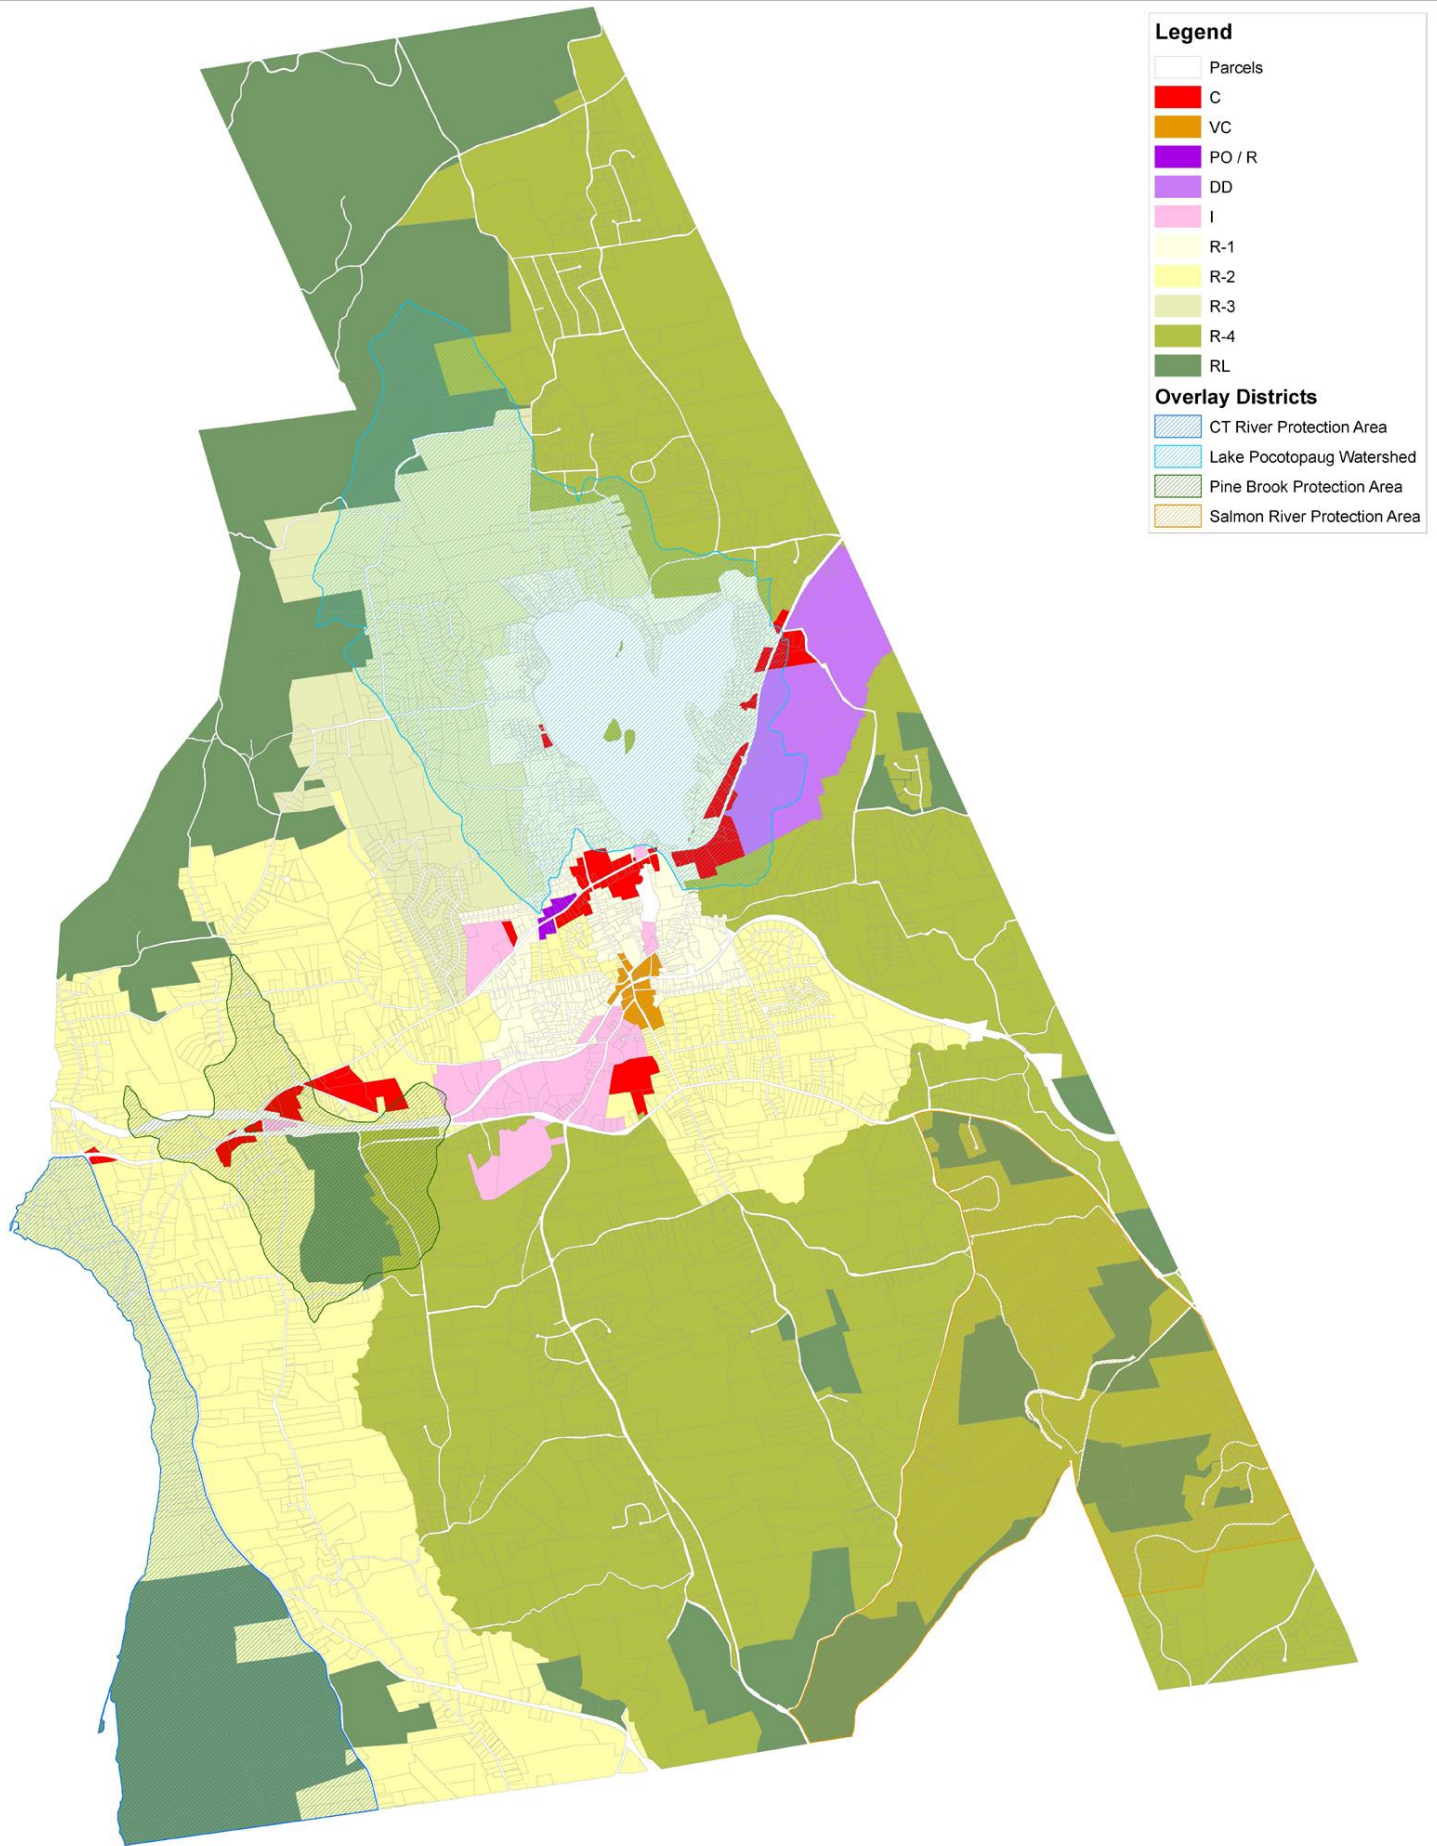 Legend
Parcels
C
VC
PO / R
DD
I
R-1
R-2
R-3
R-4
RL
Overlay Districts
CT River Protection Area
Lake Pocotopaug Watershed
Pine Brook Protection Area
Salmon River Protection Area